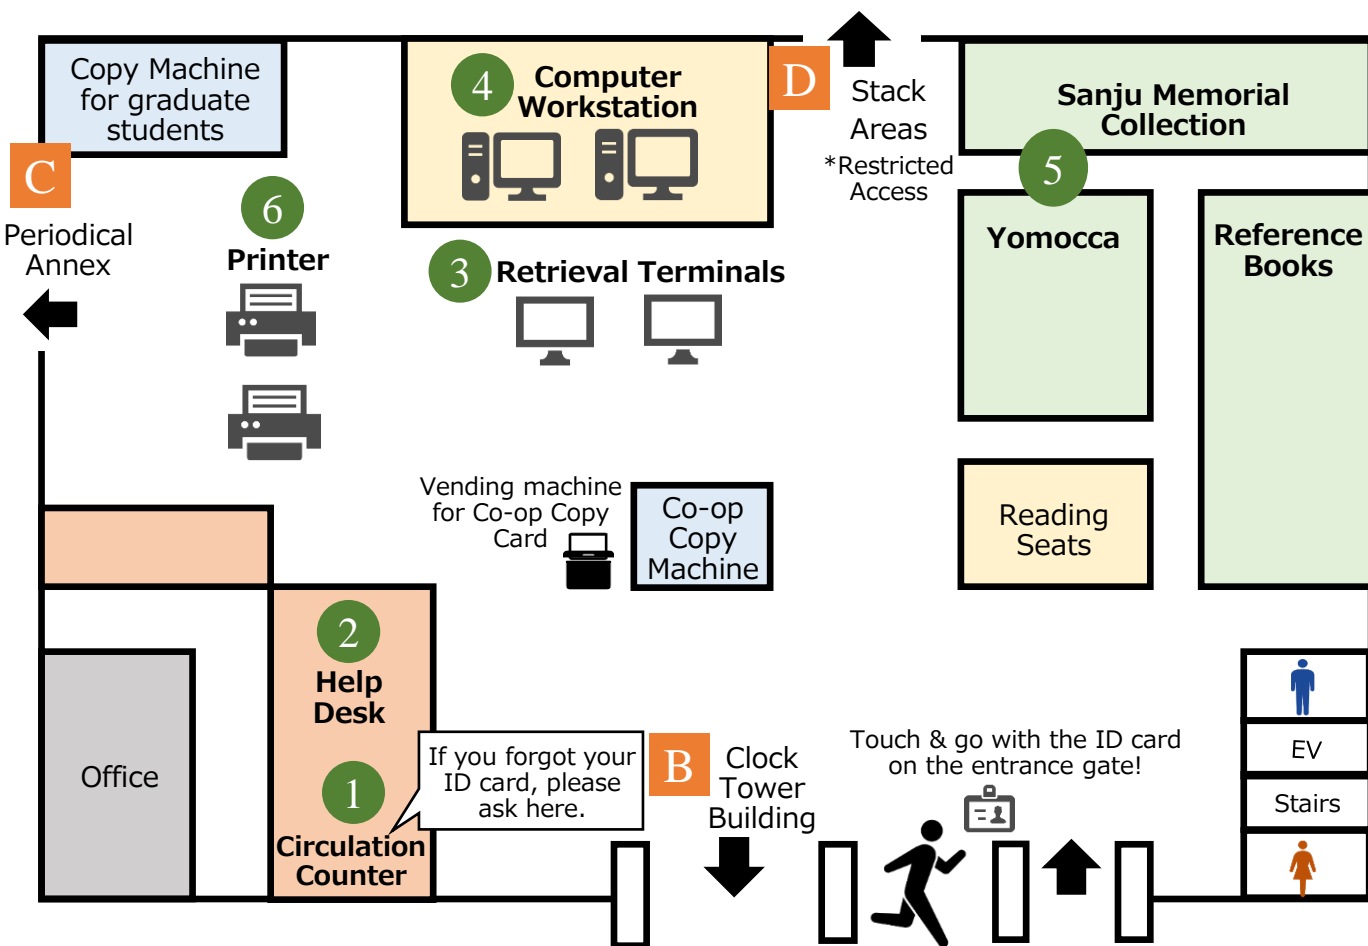 Copy Machine
for graduate
students
C
Periodical
Annex
6
Printer
4
Computer
Workstation
3
Retrieval Terminals
D
Stack
Areas
*Restricted
Access
Sanju Memorial
Collection
5
Yomocca
Reference
Books
Vending machine
for Co-op Copy
Card
Co-op
Copy
Machine
Reading
Seats
2
Help
Desk
Office
1
Circulation
Counter
If you forgot your
ID card, please
ask here.
B
Clock
Tower
Building
Touch & go with the ID card
on the entrance gate!
EV
Stairs